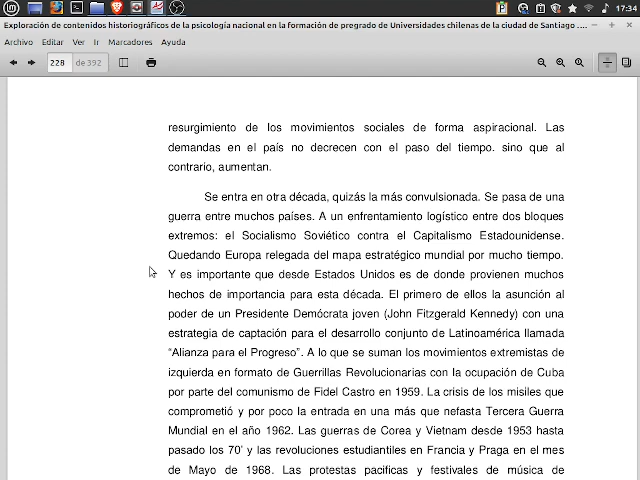 17:34
Exploración de contenidos historiográficos de la psicología nacional en la formación de pregrado de Universidades chilenas de la ciudad de Santiago ....
Archivo Editar Ver Ir Marcadores Ayuda
228 de 392
resurgimiento de los movimientos sociales de forma aspiracional. Las
demandas en el país no decrecen con el paso del tiempo. sino que al
contrario, aumentan.
Se entra en otra década, quizás la más convulsionada. Se pasa de una
guerra entre muchos países. A un enfrentamiento logístico entre dos bloques
extremos: el Socialismo Soviético contra el Capitalismo Estadounidense.
Quedando Europa relegada del mapa estratégico mundial por mucho tiempo.
Y es importante que desde Estados Unidos es de donde provienen muchos
hechos de importancia para esta década. El primero de ellos la asunción al
poder de un Presidente Demócrata joven (John Fitzgerald Kennedy) con una
estrategia de captación para el desarrollo conjunto de Latinoamérica llamada
“Alianza para el Progreso”. A lo que se suman los movimientos extremistas de
izquierda en formato de Guerrillas Revolucionarias con la ocupación de Cuba
por parte del comunismo de Fidel Castro en 1959. La crisis de los misiles que
comprometió y por poco la entrada en una más que nefasta Tercera Guerra
Mundial en el año 1962. Las guerras de Corea y Vietnam desde 1953 hasta
pasado los 70’ y las revoluciones estudiantiles en Francia y Praga en el mes
de Mayo de 1968. Las protestas pacificas y festivales de música de